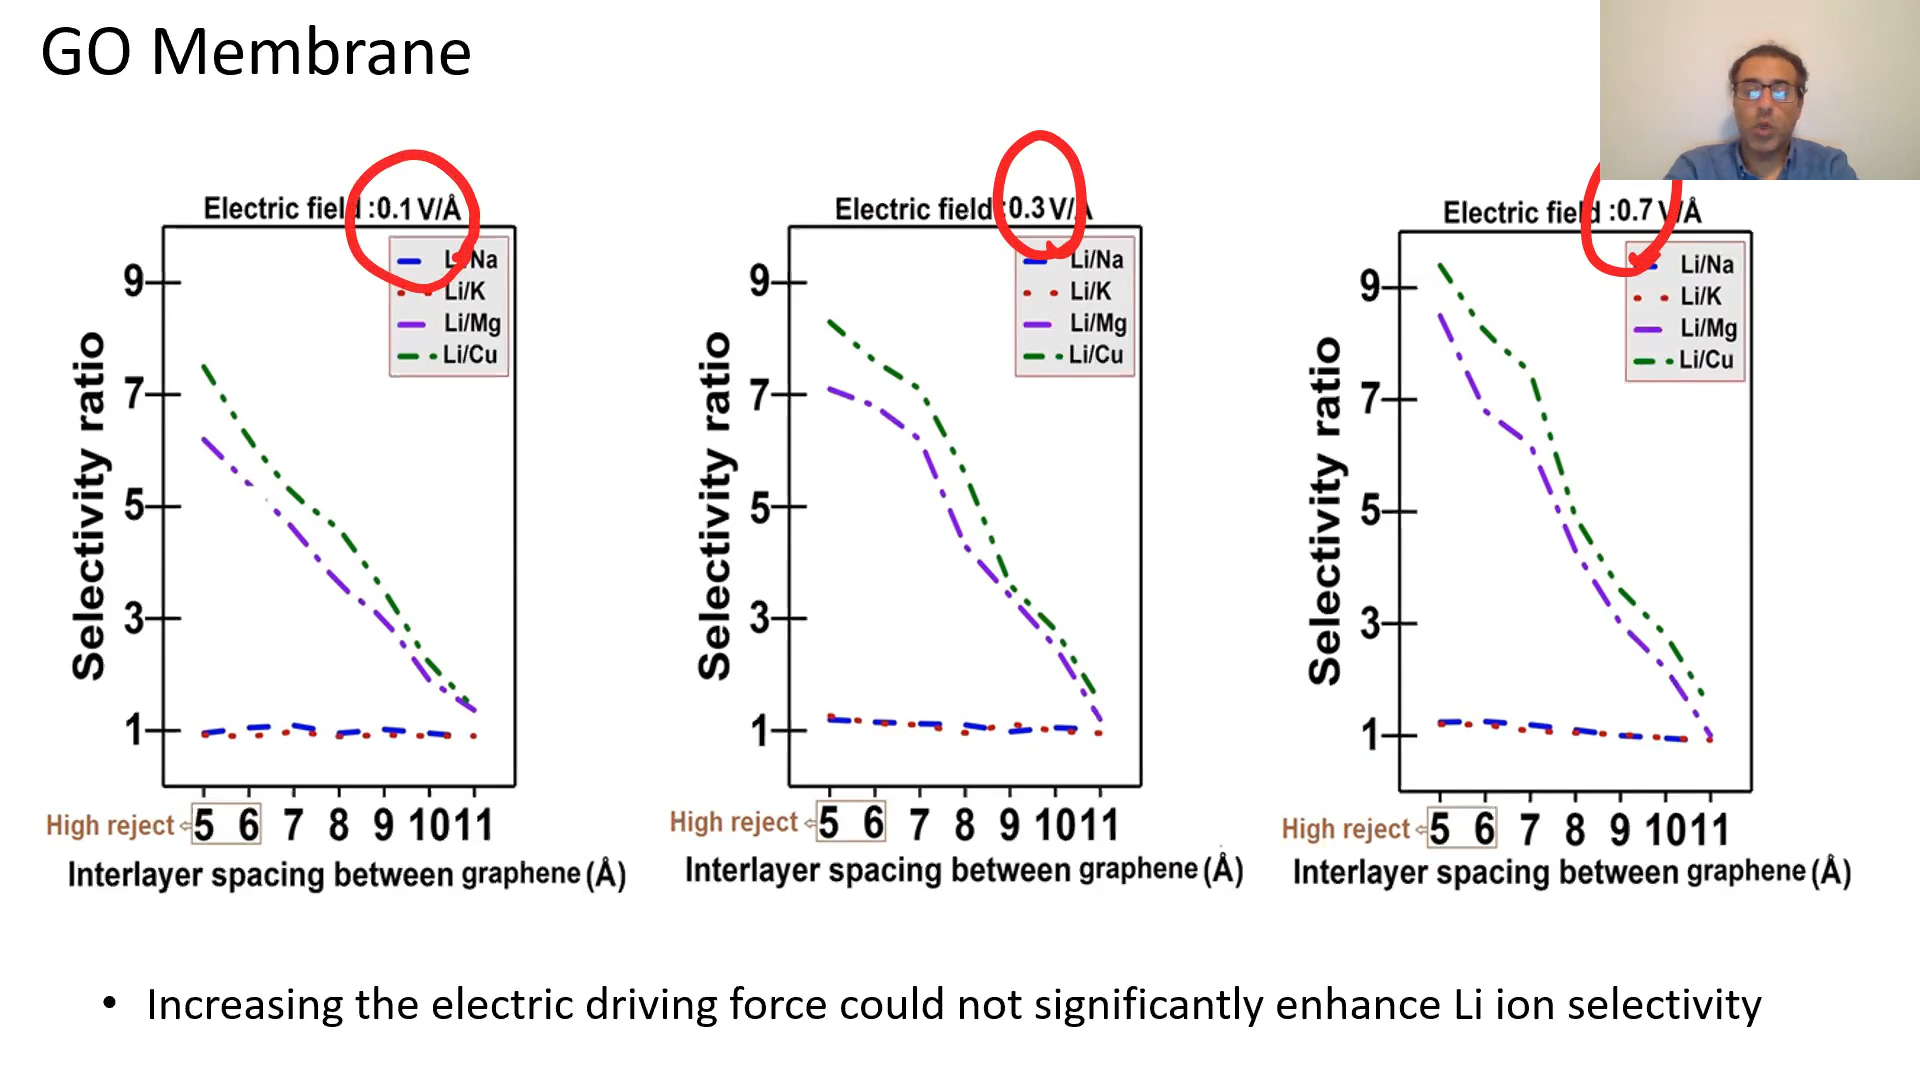 GO Membrane
Electric field :0.1 V/Å
Li/Na
Li/K
Li/Mg
Li/Cu
9
7
5
3
1
Selectivity ratio
High reject ⇦ 5 6 7 8 9 10 11
Interlayer spacing between graphene (Å)
Electric field :0.3 V/Å
Li/Na
Li/K
Li/Mg
Li/Cu
9
7
5
3
1
Selectivity ratio
High reject ⇦ 5 6 7 8 9 10 11
Interlayer spacing between graphene (Å)
Electric field :0.7 V/Å
Li/Na
Li/K
Li/Mg
Li/Cu
9
7
5
3
1
Selectivity ratio
High reject ⇦ 5 6 7 8 9 10 11
Interlayer spacing between graphene (Å)
• Increasing the electric driving force could not significantly enhance Li ion selectivity